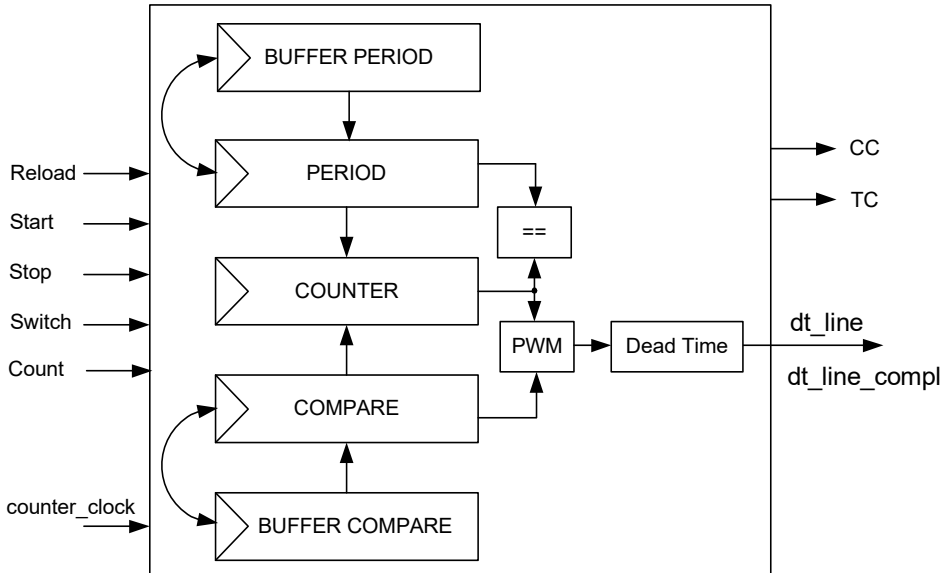 BUFFER PERIOD
PERIOD
CC
Reload
TC
Start
==
Stop
COUNTER
Switch
dt_line
PWM
Dead Time
Count
dt_line_compl
COMPARE
counter_clock
BUFFER COMPARE